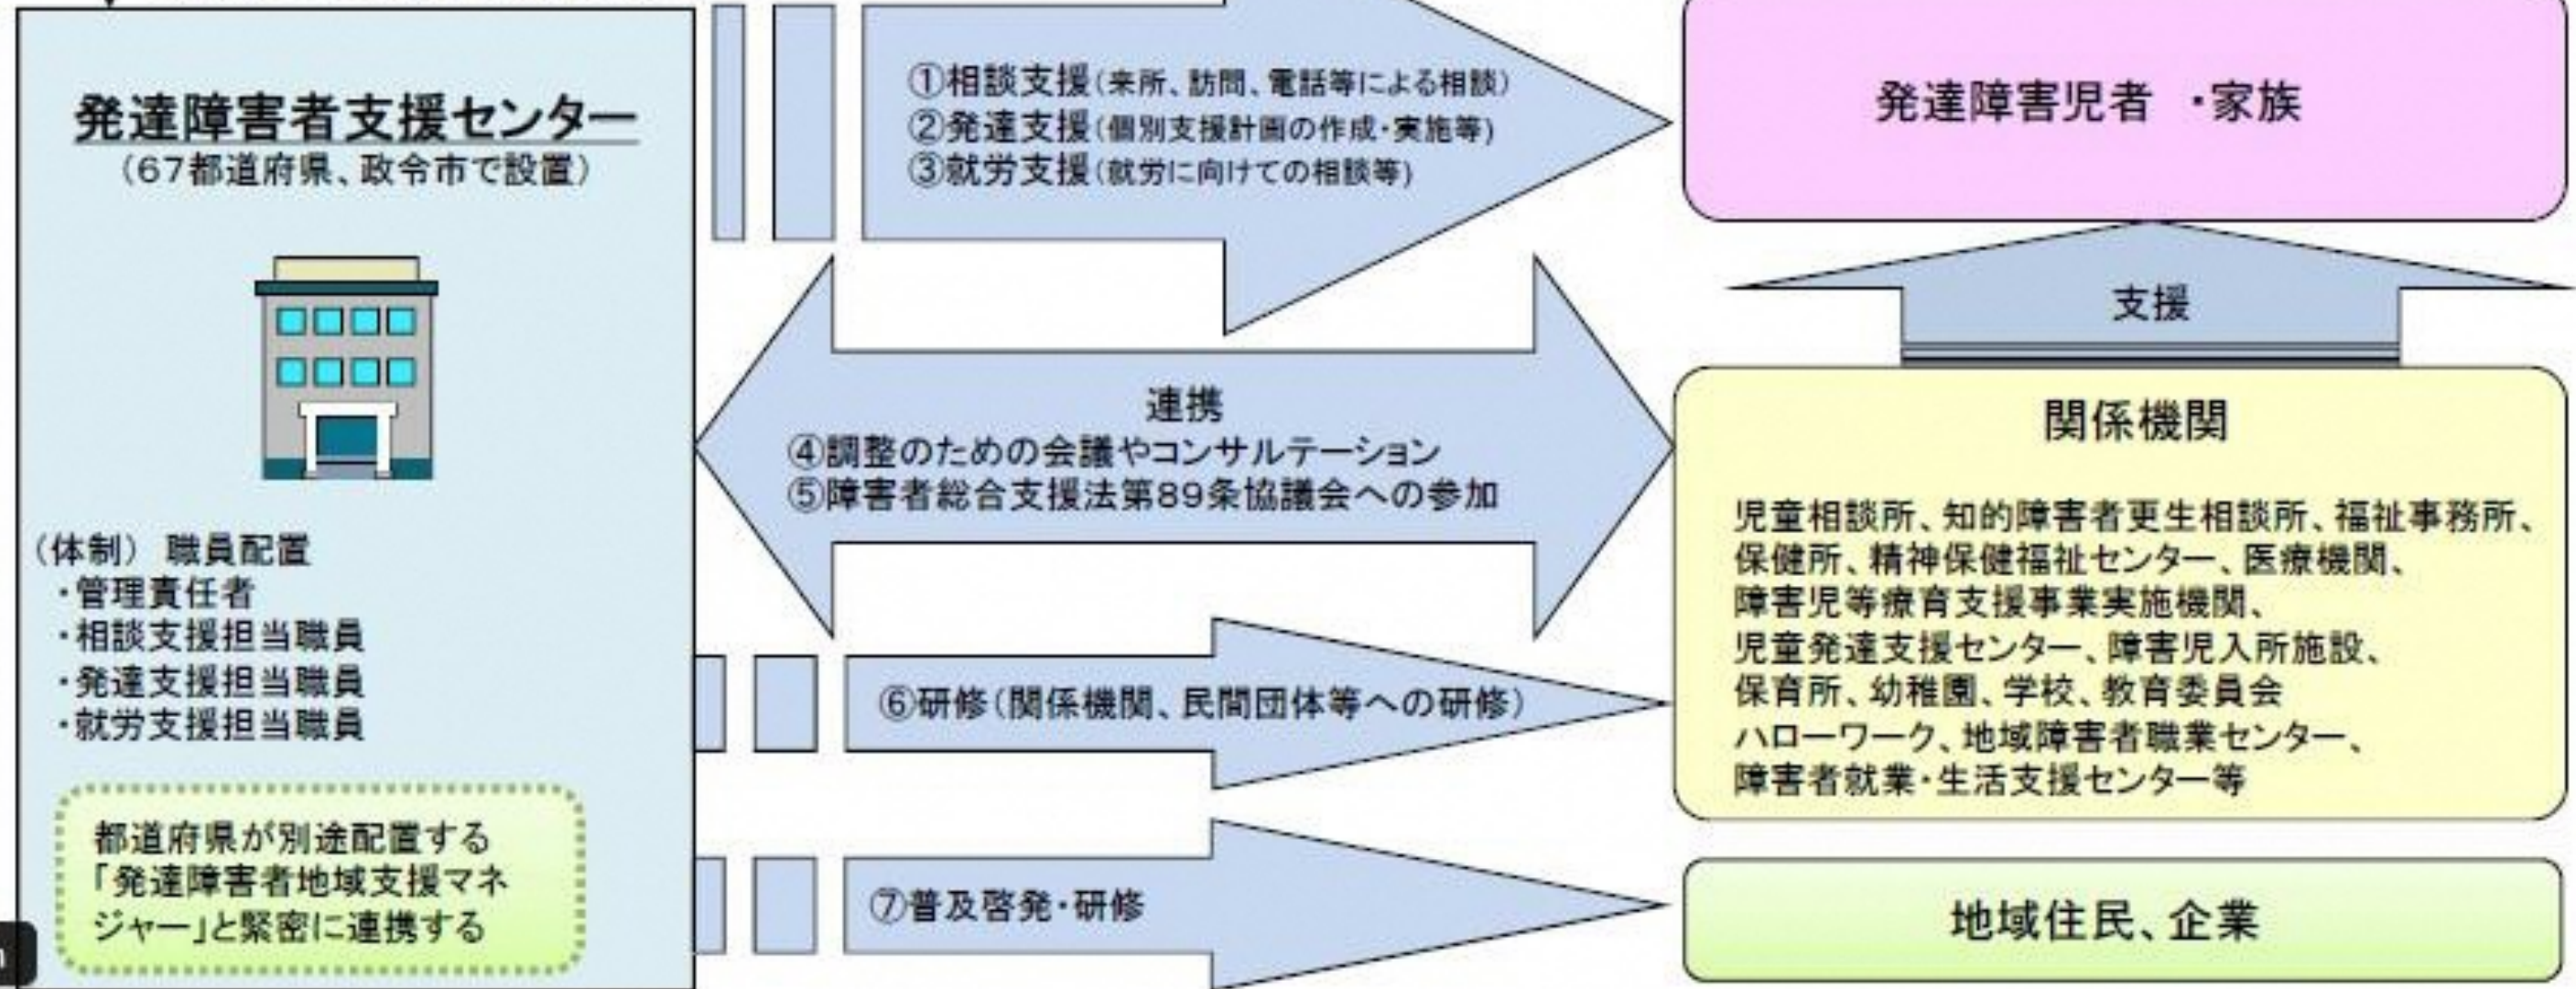 発達障害者支援センター
(67都道府県、政令市で設置)
(体制) 職員配置
・管理責任者
・相談支援担当職員
・発達支援担当職員
・就労支援担当職員
都道府県が別途配置する
「発達障害者地域支援マネ
ジャー」と緊密に連携する
①相談支援(来所、訪問、電話等による相談)
②発達支援(個別支援計画の作成・実施等)
③就労支援(就労に向けての相談等)
連携
④調整のための会議やコンサルテーション
⑤障害者総合支援法第89条協議会への参加
⑥研修(関係機関、民間団体等への研修)
⑦普及啓発・研修
発達障害児者 ・家族
支援
関係機関
児童相談所、知的障害者更生相談所、福祉事務所、
保健所、精神保健福祉センター、医療機関、
障害児等療育支援事業実施機関、
児童発達支援センター、障害児入所施設、
保育所、幼稚園、学校、教育委員会
ハローワーク、地域障害者職業センター、
障害者就業・生活支援センター等
地域住民、企業